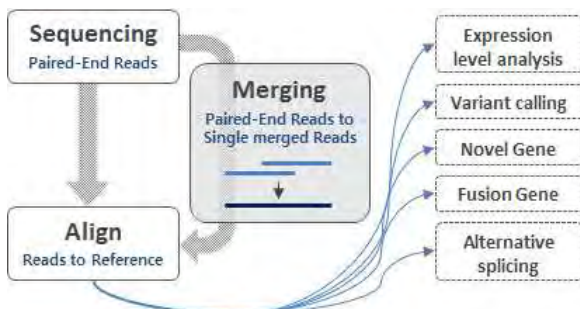 Sequencing
Paired-End Reads
Merging
Paired-End Reads to
Single merged Reads
Align
Reads to Reference
Expression
level analysis
Variant calling
Novel Gene
Fusion Gene
Alternative
splicing